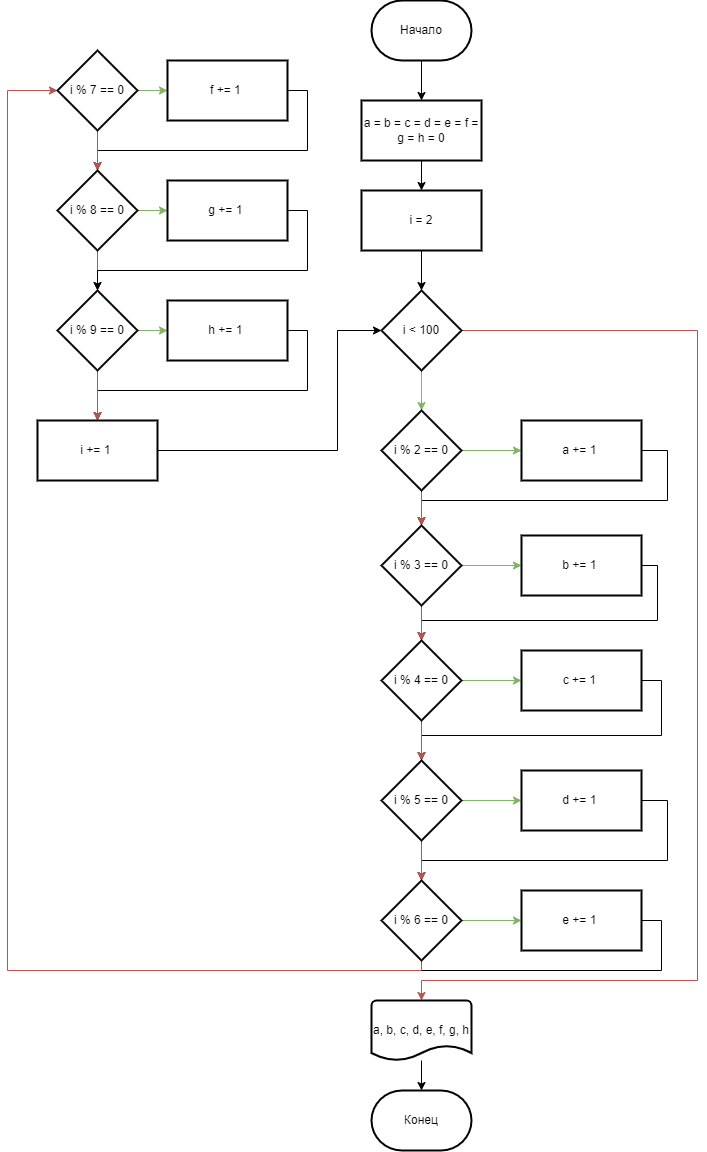 Начало
a = b = c = d = e = f =
g = h = 0
i = 2
i < 100
i % 2 == 0
a += 1
i % 3 == 0
b += 1
i % 4 == 0
c += 1
i % 5 == 0
d += 1
i % 6 == 0
e += 1
i % 7 == 0
f += 1
i % 8 == 0
g += 1
i % 9 == 0
h += 1
i += 1
a, b, c, d, e, f, g, h
Конец